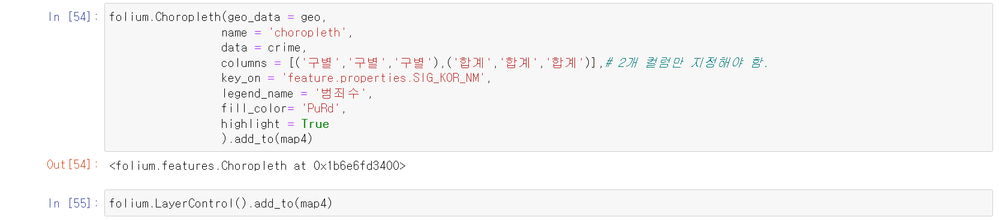 In [54]: folium.Choropleth(geo_data = geo,
name = 'choropleth',
data = crime,
columns = [('구별','구별','구별'),('합계','합계','합계')],# 2개 컬럼만 지정해야 함.
key_on = 'feature.properties.SIG_KOR_NM',
legend_name = '범죄수',
fill_color= 'PuRd',
highlight = True
).add_to(map4)
Out[54]: <folium.features.Choropleth at 0x1b6e6fd3400>
In [55]: folium.LayerControl().add_to(map4)